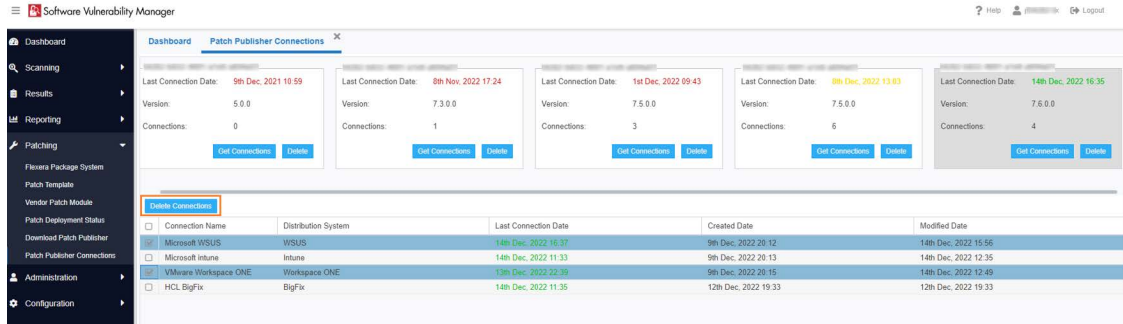 Software Vulnerability Manager
Help
Logout
Dashboard
Scanning
Results
Reporting
Patching
Flexera Package System
Patch Template
Vendor Patch Module
Patch Deployment Status
Download Patch Publisher
Patch Publisher Connections
Administration
Configuration
Dashboard Patch Publisher Connections
Last Connection Date: 9th Dec, 2021 10:59
Version: 5.0.0
Connections: 0
Get Connections Delete
Last Connection Date: 8th Nov, 2022 17:24
Version: 7.3.0.0
Connections: 1
Get Connections Delete
Last Connection Date: 1st Dec, 2022 09:43
Version: 7.5.0.0
Connections: 3
Get Connections Delete
Last Connection Date: 8th Dec, 2022 13:03
Version: 7.5.0.0
Connections: 6
Get Connections Delete
Last Connection Date: 14th Dec, 2022 16:35
Version: 7.6.0.0
Connections: 4
Get Connections Delete
Delete Connections
Connection Name Distribution System Last Connection Date Created Date Modified Date
Microsoft WSUS WSUS 14th Dec, 2022 16:37 9th Dec, 2022 20:12 14th Dec, 2022 15:56
Microsoft intune Intune 14th Dec, 2022 11:33 9th Dec, 2022 20:13 14th Dec, 2022 12:35
VMware Workspace ONE Workspace ONE 13th Dec, 2022 22:39 9th Dec, 2022 20:15 14th Dec, 2022 12:49
HCL BigFix BigFix 14th Dec, 2022 11:35 12th Dec, 2022 19:33 12th Dec, 2022 19:33